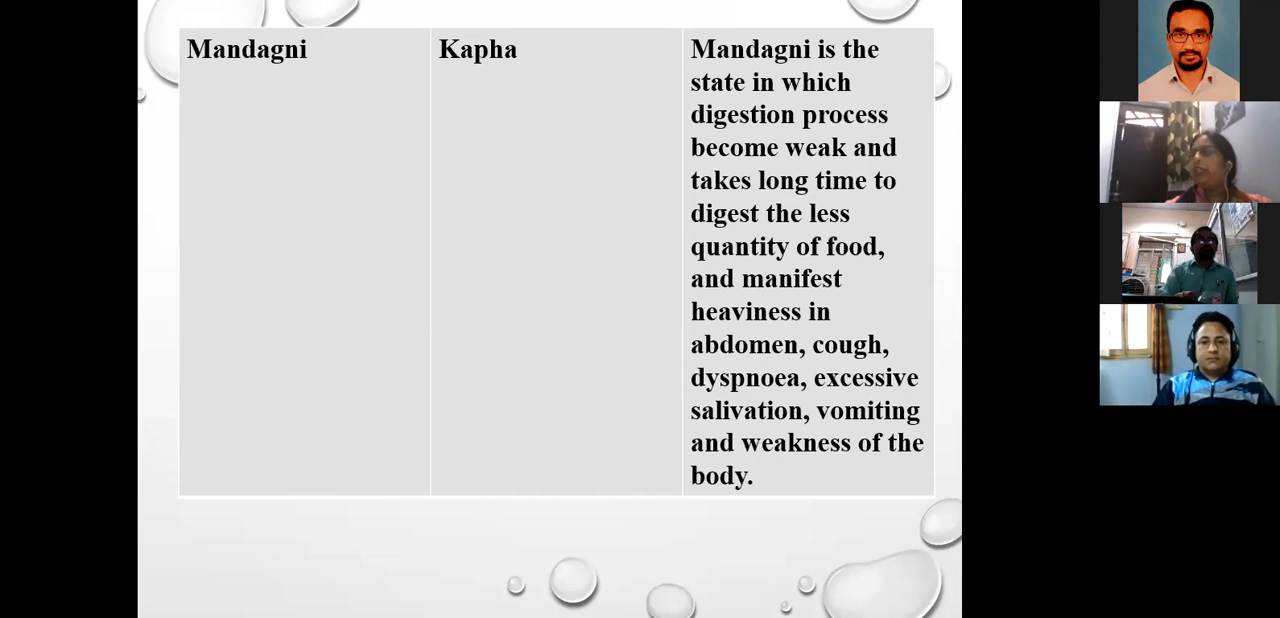 Mandagni
Kapha
Mandagni is the
state in which
digestion process
become weak and
takes long time to
digest the less
quantity of food,
and manifest
heaviness in
abdomen, cough,
dyspnoea, excessive
salivation, vomiting
and weakness of the
body.